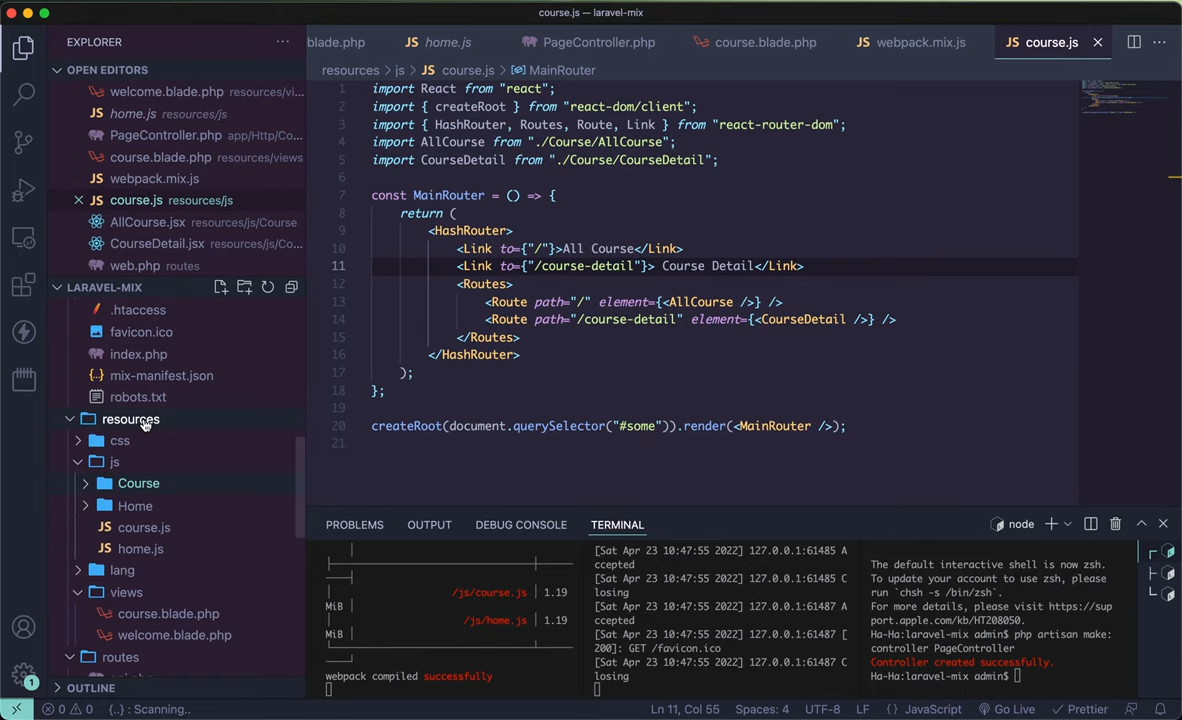 course.js — laravel-mix
EXPLORER
OPEN EDITORS
welcome.blade.php resources/vi...
home.js resources/js
PageController.php app/Http/Co...
course.blade.php resources/views
webpack.mix.js
course.js resources/js
AllCourse.jsx resources/js/Course
CourseDetail.jsx resources/js/Co...
web.php routes
LARAVEL-MIX
.htaccess
favicon.ico
index.php
mix-manifest.json
robots.txt
resources
css
js
Course
Home
course.js
home.js
lang
views
course.blade.php
welcome.blade.php
routes
OUTLINE
blade.php home.js PageController.php course.blade.php webpack.mix.js course.js
resources > js > course.js > MainRouter
1 import React from "react";
2 import { createRoot } from "react-dom/client";
3 import { HashRouter, Routes, Route, Link } from "react-router-dom";
4 import AllCourse from "./Course/AllCourse";
5 import CourseDetail from "./Course/CourseDetail";
6
7 const MainRouter = () => {
8 return (
9 <HashRouter>
10 <Link to={"/"}>All Course</Link>
11 <Link to={"/course-detail"}> Course Detail</Link>
12 <Routes>
13 <Route path="/" element={<AllCourse />} />
14 <Route path="/course-detail" element={<CourseDetail />} />
15 </Routes>
16 </HashRouter>
17 );
18 };
19
20 createRoot(document.querySelector("#some")).render(<MainRouter />);
21
PROBLEMS OUTPUT DEBUG CONSOLE TERMINAL
node
/js/course.js | 1.19
MiB
/js/home.js | 1.19
MiB
webpack compiled successfully
[Sat Apr 23 10:47:55 2022] 127.0.0.1:61485 A
ccepted
[Sat Apr 23 10:47:55 2022] 127.0.0.1:61485 C
losing
[Sat Apr 23 10:47:55 2022] 127.0.0.1:61487 A
ccepted
[Sat Apr 23 10:47:55 2022] 127.0.0.1:61487 [
200]: GET /favicon.ico
[Sat Apr 23 10:47:55 2022] 127.0.0.1:61487 C
losing
The default interactive shell is now zsh.
To update your account to use zsh, please
run `chsh -s /bin/zsh`.
For more details, please visit https://sup
port.apple.com/kb/HT208050.
Ha-Ha:laravel-mix admin$ php artisan make:
controller PageController
Controller created successfully.
Ha-Ha:laravel-mix admin$
1
0 0 {..} : Scanning.. Ln 11, Col 55 Spaces: 4 UTF-8 LF {} JavaScript Go Live Prettier